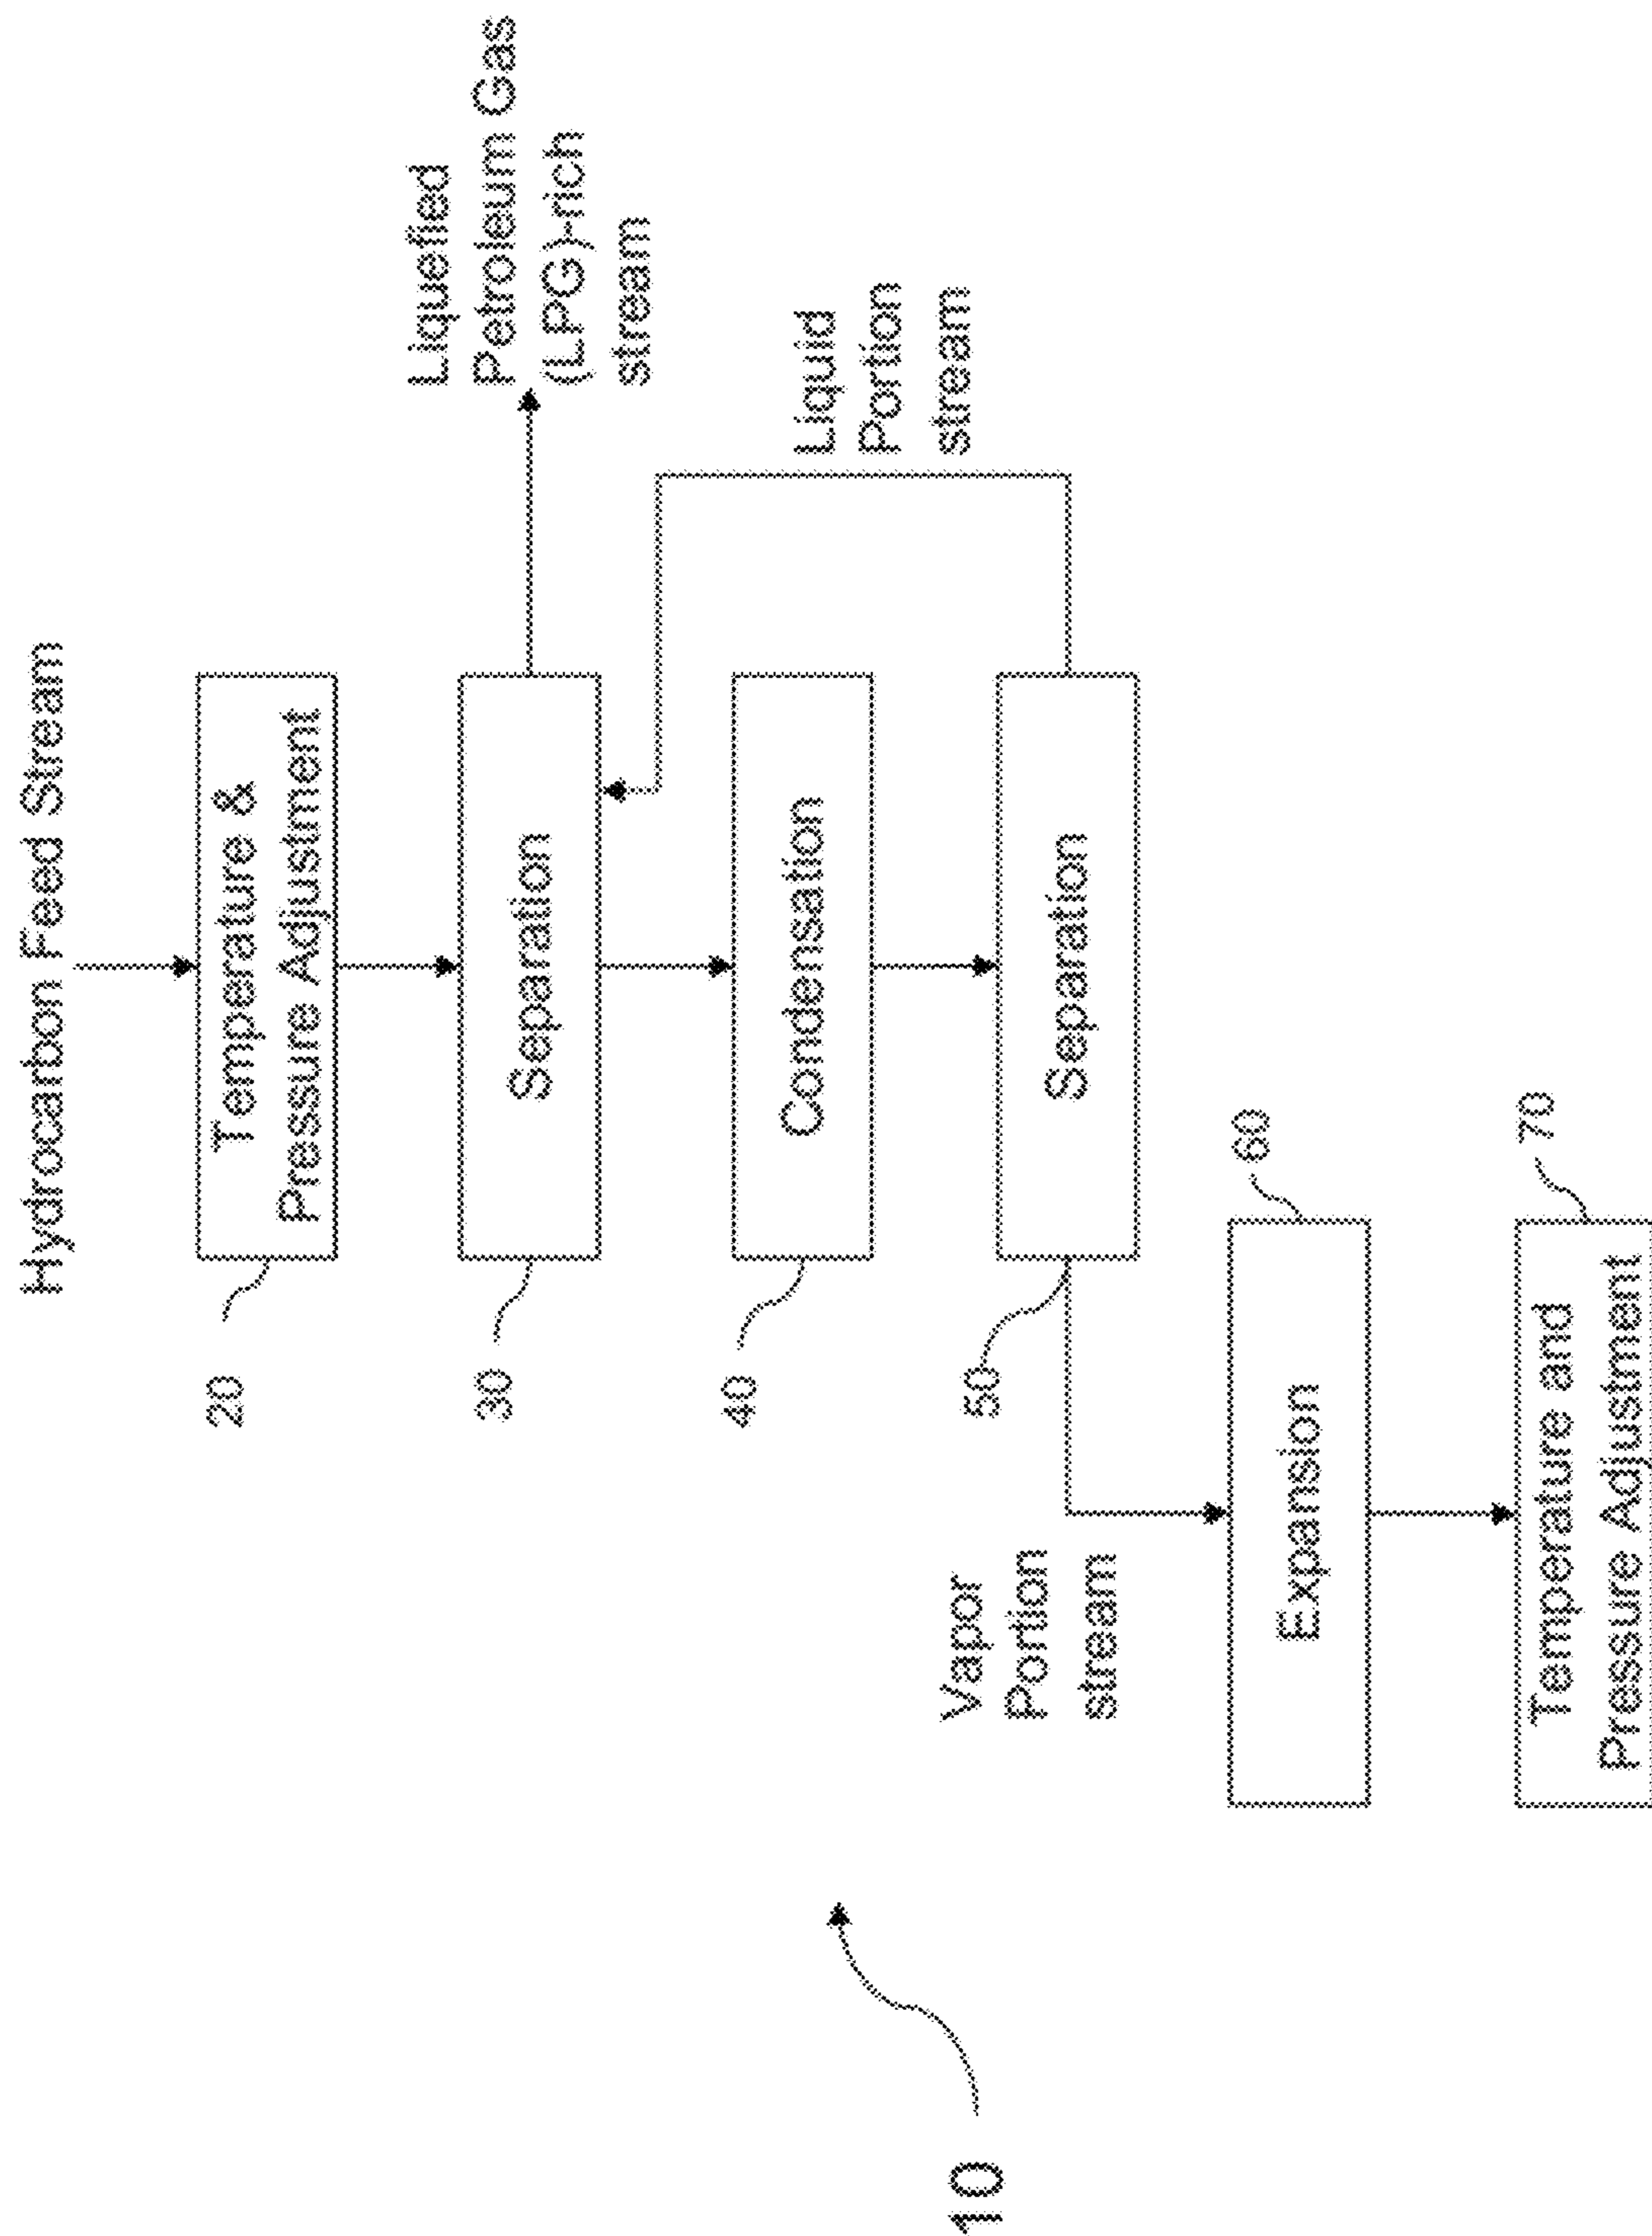 Hydrocarbon Feed Stream
20
Temperature &
Pressure Adjustment
30
Separation
Liquefied
Petroleum Gas
(LPG)-rich
stream
40
Condensation
Liquid
Portion
stream
50
Separation
Vapor
Portion
stream
60
Expansion
70
Temperature and
Pressure Adjustment
10